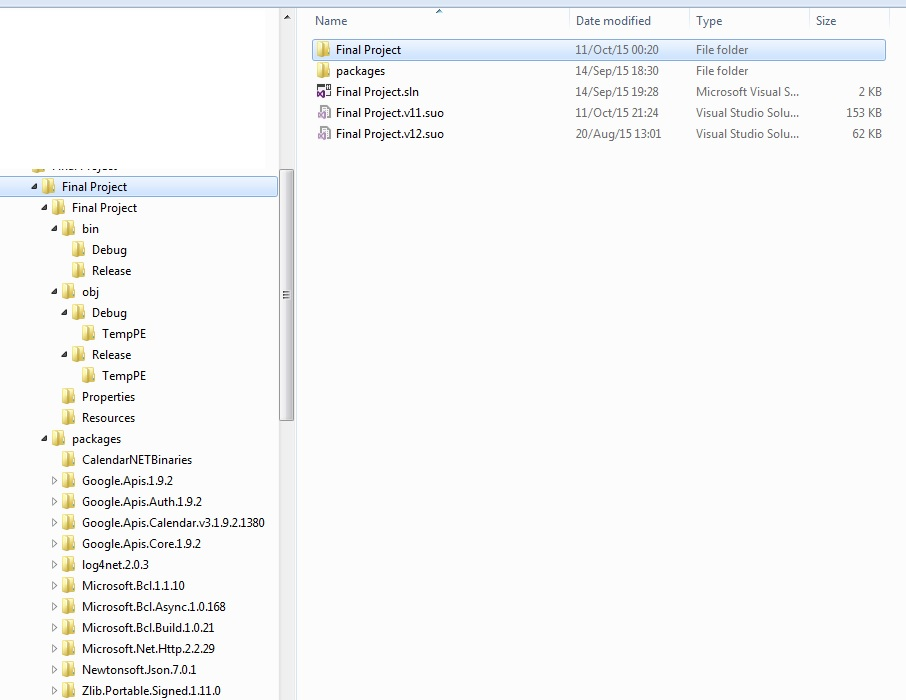 Name Date modified Type Size
Final Project 11/Oct/15 00:20 File folder
packages 14/Sep/15 18:30 File folder
Final Project.sln 14/Sep/15 19:28 Microsoft Visual S... 2 KB
Final Project.v11.suo 11/Oct/15 21:24 Visual Studio Solu... 153 KB
Final Project.v12.suo 20/Aug/15 13:01 Visual Studio Solu... 62 KB
Final Project
Final Project
Final Project
bin
Debug
Release
obj
Debug
TempPE
Release
TempPE
Properties
Resources
packages
CalendarNETBinaries
Google.Apis.1.9.2
Google.Apis.Auth.1.9.2
Google.Apis.Calendar.v3.1.9.2.1380
Google.Apis.Core.1.9.2
log4net.2.0.3
Microsoft.Bcl.1.1.10
Microsoft.Bcl.Async.1.0.168
Microsoft.Bcl.Build.1.0.21
Microsoft.Net.Http.2.2.29
Newtonsoft.Json.7.0.1
Zlib.Portable.Signed.1.11.0